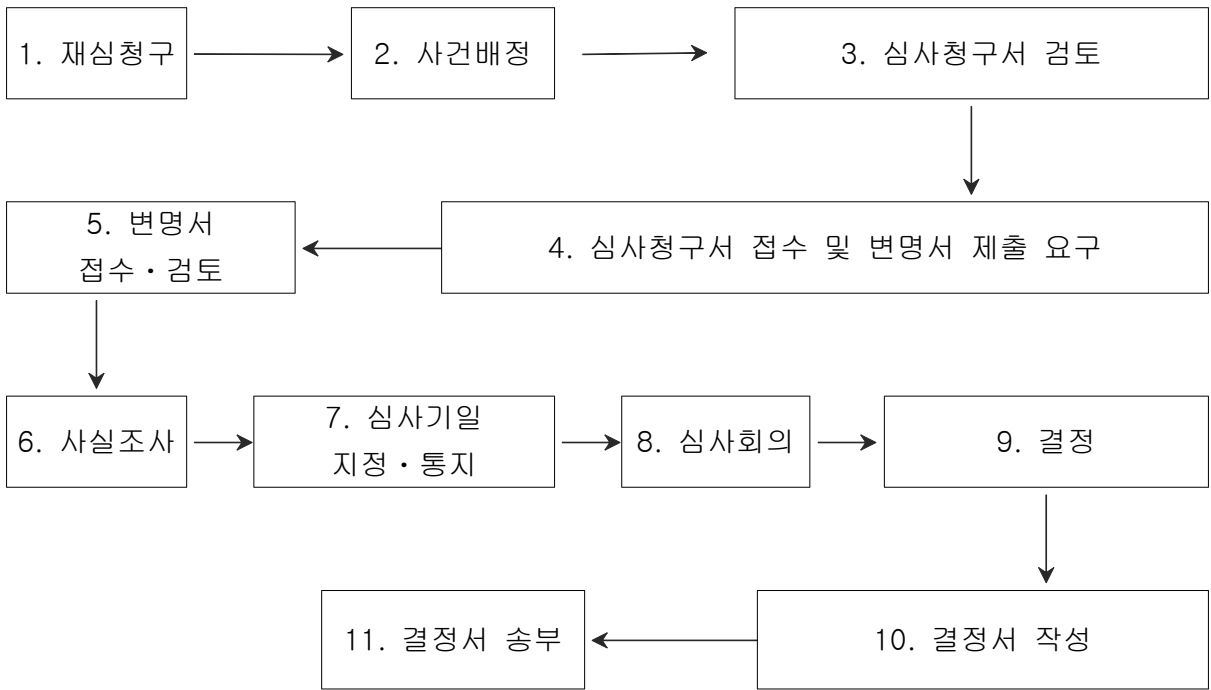 1. 재심청구
2. 사건배정
3. 심사청구서 검토
4. 심사청구서 접수 및 변명서 제출 요구
5. 변명서
접수·검토
6. 사실조사
7. 심사기일
지정·통지
8. 심사회의
9. 결정
10. 결정서 작성
11. 결정서 송부